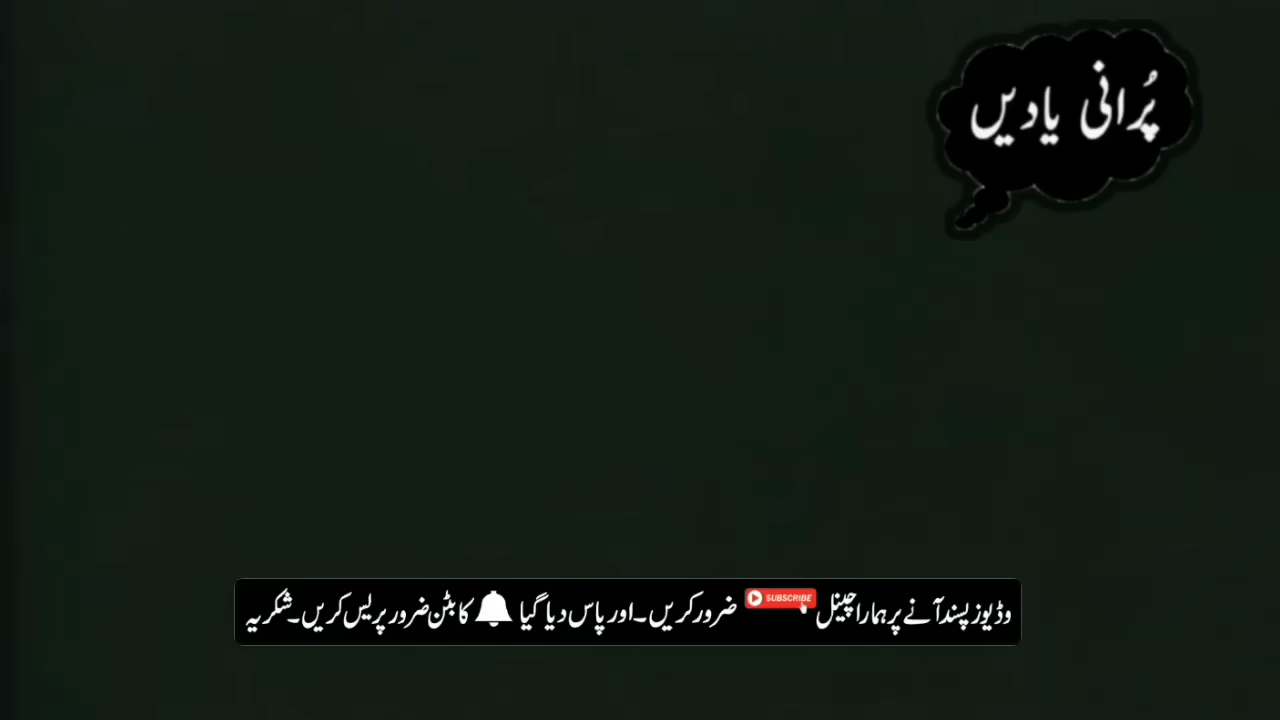 پُرانی یادیں
وڈیوز پسند آنے پر ہمارا چینل SUBSCRIBE ضرور کریں۔ اور پاس دیا گیا 🔔 کا بٹن ضرور پریس کریں۔ شکریہ